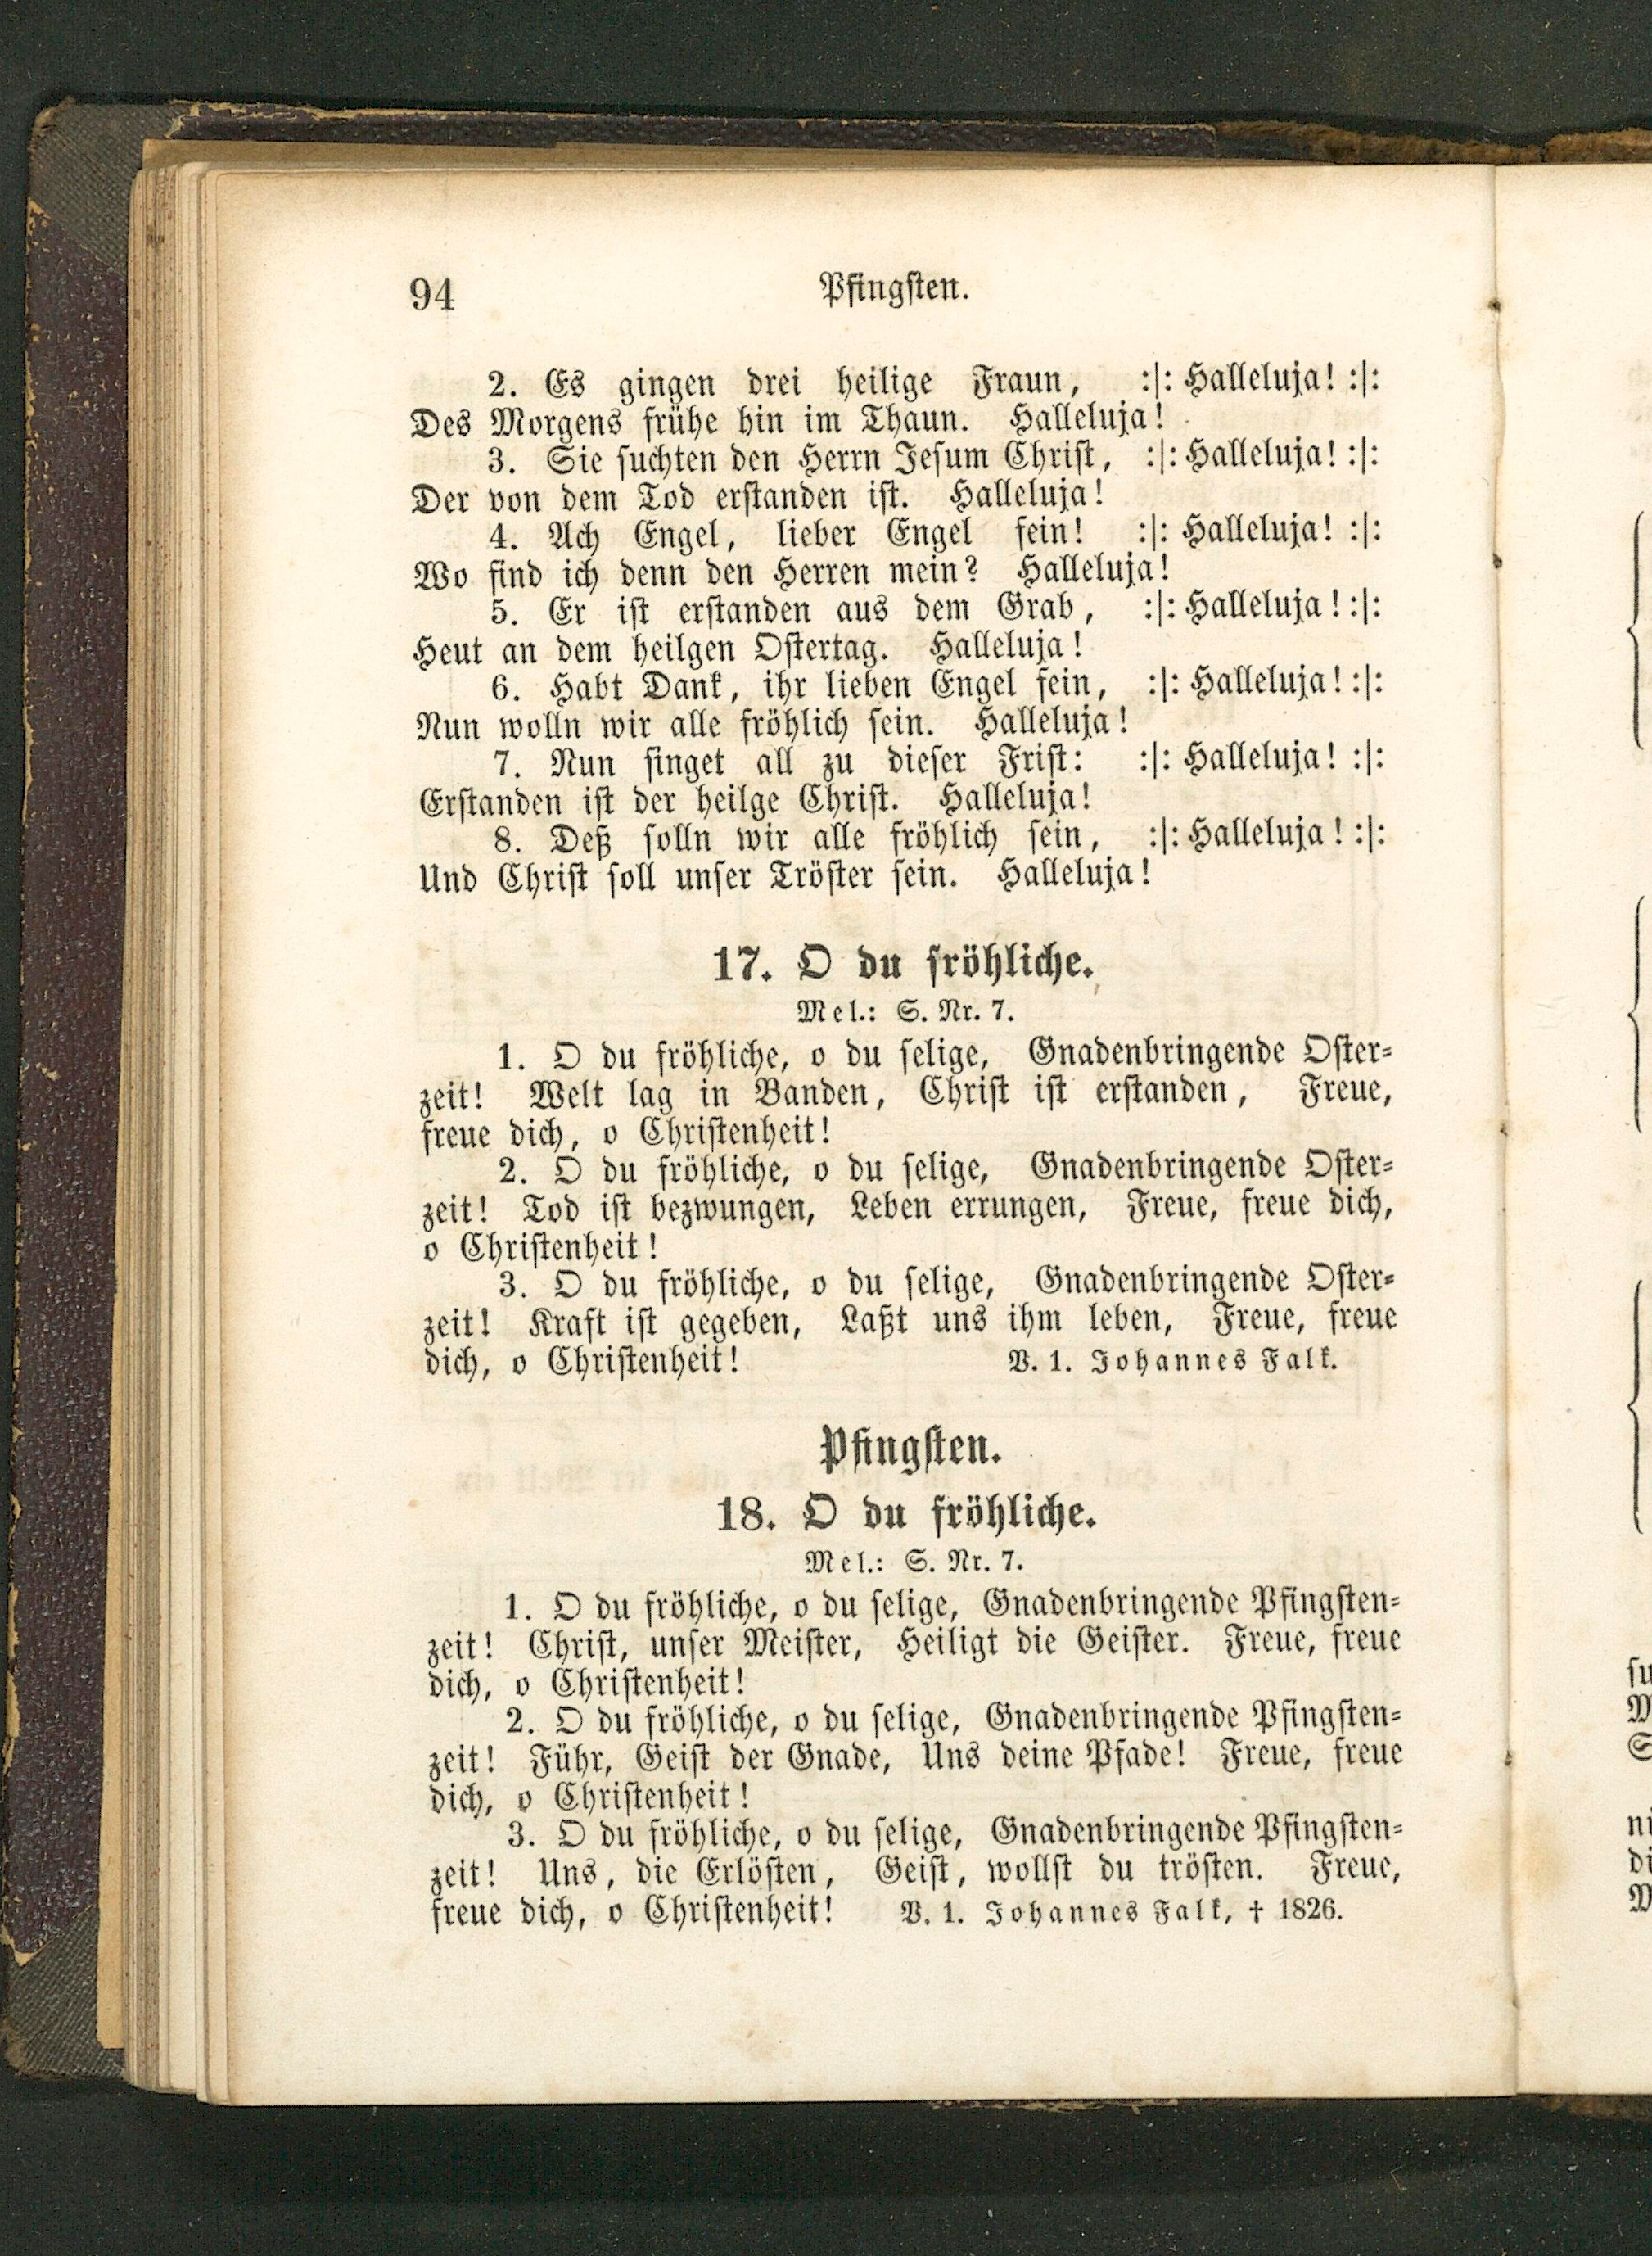 94
Pfingsten.
2. Es gingen drei heilige Fraun, :|: Halleluja! :|:
Des Morgens frühe hin im Thaun. Halleluja!
3. Sie suchten den Herrn Jesum Christ, :|: Halleluja! :|:
Der von dem Tod erstanden ist. Halleluja!
4. Ach Engel, lieber Engel fein! :|: Halleluja! :|:
Wo find ich denn den Herren mein? Halleluja!
5. Er ist erstanden aus dem Grab, :|: Halleluja! :|:
Heut an dem heilgen Ostertag. Halleluja!
6. Habt Dank, ihr lieben Engel fein, :|: Halleluja! :|:
Nun wolln wir alle fröhlich sein. Halleluja!
7. Nun singet all zu dieser Frist: :|: Halleluja! :|:
Erstanden ist der heilge Christ. Halleluja!
8. Deß solln wir alle fröhlich sein, :|: Halleluja! :|:
Und Christ soll unser Tröster sein. Halleluja!
17. O du fröhliche.
Mel.: S. Nr. 7.
1. O du fröhliche, o du selige, Gnadenbringende Oster-
zeit! Welt lag in Banden, Christ ist erstanden, Freue,
freue dich, o Christenheit!
2. O du fröhliche, o du selige, Gnadenbringende Oster-
zeit! Tod ist bezwungen, Leben errungen, Freue, freue dich,
o Christenheit!
3. O du fröhliche, o du selige, Gnadenbringende Oster-
zeit! Kraft ist gegeben, Laßt uns ihm leben, Freue, freue
dich, o Christenheit! V. 1. Johannes Falk.
Pfingsten.
18. O du fröhliche.
Mel.: S. Nr. 7.
1. O du fröhliche, o du selige, Gnadenbringende Pfingsten-
zeit! Christ, unser Meister, Heiligt die Geister. Freue, freue
dich, o Christenheit!
2. O du fröhliche, o du selige, Gnadenbringende Pfingsten-
zeit! Führ, Geist der Gnade, Uns deine Pfade! Freue, freue
dich, o Christenheit!
3. O du fröhliche, o du selige, Gnadenbringende Pfingsten-
zeit! Uns, die Erlösten, Geist, wollst du trösten. Freue,
freue dich, o Christenheit! V. 1. Johannes Falk, † 1826.